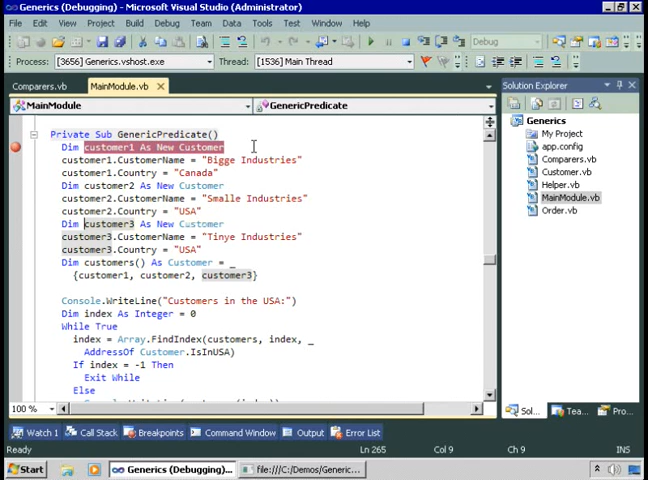 Generics (Debugging) - Microsoft Visual Studio
File Edit View Project Build Debug Team Data Tools Test Window Help
Debug
Process: [3656] Generics.vshost.exe Thread: [1536] Main Thread
Comparers.vb MainModule.vb
MainModule GenericPredicate
Private Sub GenericPredicate()
Dim customer1 As New Customer
customer1.CustomerName = "Bigge Industries"
customer1.Country = "Canada"
Dim customer2 As New Customer
customer2.CustomerName = "Smalle Industries"
customer2.Country = "USA"
Dim customer3 As New Customer
customer3.CustomerName = "Tinye Industries"
customer3.Country = "USA"
Dim customers() As Customer = _
{customer1, customer2, customer3}
Console.WriteLine("Customers in the USA:")
Dim index As Integer = 0
While True
index = Array.FindIndex(customers, index, _
AddressOf Customer.IsInUSA)
If index = -1 Then
Exit While
Else
100 %
Solution Explorer
Generics
My Project
app.config
Comparers.vb
Customer.vb
Helper.vb
MainModule.vb
Order.vb
Sol... Tea... Pro...
Watch 1 Call Stack Breakpoints Command Window Output Error List
Ready Ln 265 Col 9 Ch 9 INS
Start Generics (Debugging)... file:///C:/Demos/Generic...